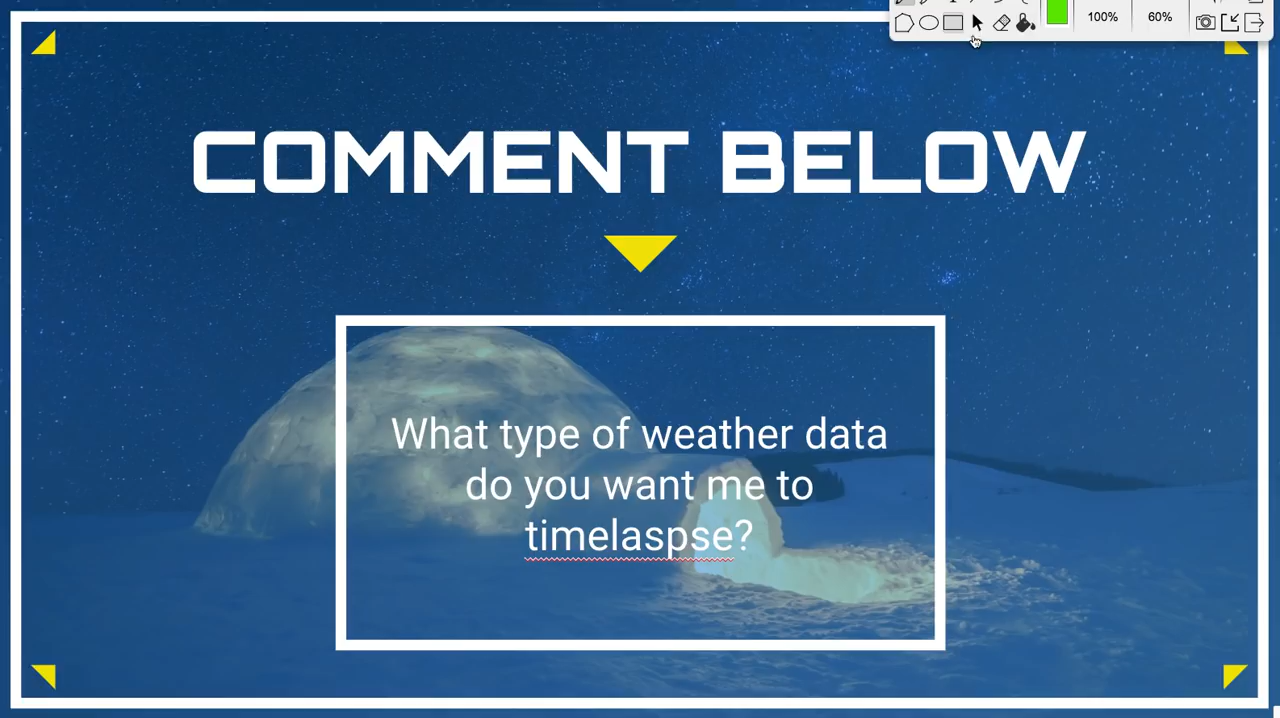 100%
60%
COMMENT BELOW
What type of weather data
do you want me to
timelaspse?